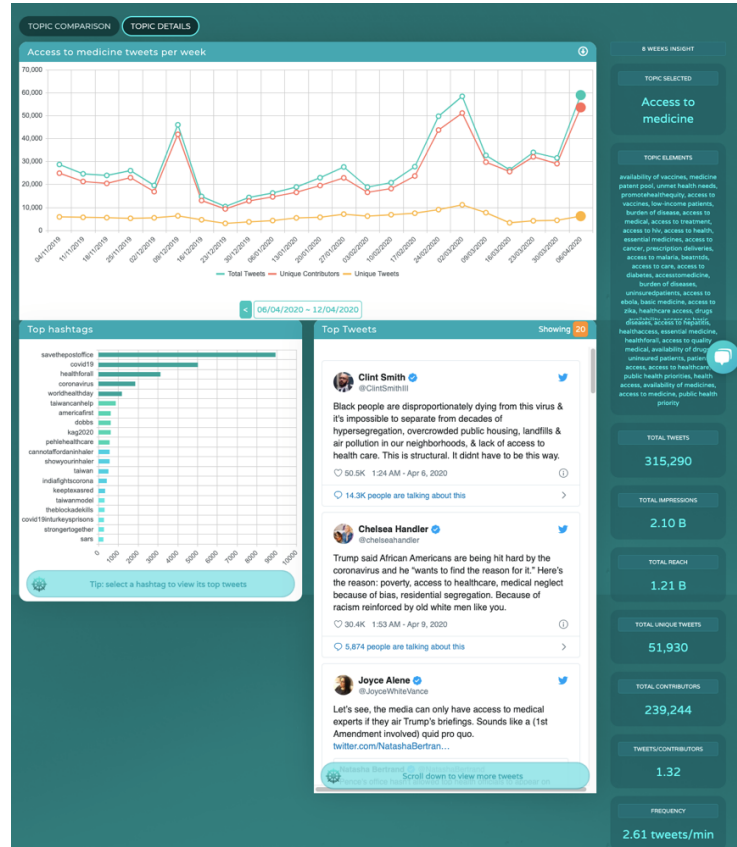 TOPIC COMPARISON
TOPIC DETAILS
Access to medicine tweets per week
70,000
60,000
50,000
40,000
30,000
20,000
10,000
0
04/11/2019
11/11/2019
18/11/2019
25/11/2019
02/12/2019
09/12/2019
16/12/2019
23/12/2019
30/12/2019
06/01/2020
13/01/2020
20/01/2020
27/01/2020
03/02/2020
10/02/2020
17/02/2020
24/02/2020
02/03/2020
09/03/2020
16/03/2020
23/03/2020
30/03/2020
06/04/2020
Total Tweets
Unique Contributors
Unique Tweets
<
06/04/2020 – 12/04/2020
Top hashtags
savethepostoffice
covid19
healthforall
coronavirus
worldhealthday
taiwancanhelp
americafirst
dobbs
kag2020
pehlehealthcare
cannotaffordaninhaler
showyourinhaler
taiwan
indiafightscorona
keeptexasred
taiwanmodel
theblockadekills
covid19inturkeysprisons
strongertogether
sars
0
1000
2000
3000
4000
5000
6000
7000
8000
9000
10000
Tip: select a hashtag to view its top tweets
Top Tweets
Showing 20
Clint Smith
@ClintSmithIII
Black people are disproportionately dying from this virus &
it's impossible to separate from decades of
hypersegregation, overcrowded public housing, landfills &
air pollution in our neighborhoods, & lack of access to
health care. This is structural. It didnt have to be this way.
50.5K 1:24 AM - Apr 6, 2020
14.3K people are talking about this
Chelsea Handler
@chelseahandler
Trump said African Americans are being hit hard by the
coronavirus and he “wants to find the reason for it.” Here’s
the reason: poverty, access to healthcare, medical neglect
because of bias, residential segregation. Because of
racism reinforced by old white men like you.
30.4K 1:53 AM - Apr 9, 2020
5,874 people are talking about this
Joyce Alene
@JoyceWhiteVance
Let’s see, the media can only have access to medical
experts if they air Trump’s briefings. Sounds like a (1st
Amendment involved) quid pro quo.
twitter.com/NatashaBertran…
Natasha Bertrand
Scroll down to view more tweets
8 WEEKS INSIGHT
TOPIC SELECTED
Access to
medicine
TOPIC ELEMENTS
availability of vaccines, medicine
patent pool, unmet health needs,
promotehealthequity, access to
vaccines, low-income patients,
burden of disease, access to
medical, access to treatment,
access to hiv, access to health,
essential medicines, access to
cancer, prescription deliveries,
access to malaria, beatntds,
access to care, access to
diabetes, accesstomedicine,
burden of diseases,
uninsuredpatients, access to
ebola, basic medicine, access to
zika, healthcare access, drugs
availability, access to basic
diseases, access to hepatitis,
healthaccess, essential medicine,
healthforall, access to quality
medical, availability of drugs,
uninsured patients,
access, access to healthcare,
public health priorities, health
access, availability of medicines,
access to medicine, public health
priority
TOTAL TWEETS
315,290
TOTAL IMPRESSIONS
2.10 B
TOTAL REACH
1.21 B
TOTAL UNIQUE TWEETS
51,930
TOTAL CONTRIBUTORS
239,244
TWEETS/CONTRIBUTORS
1.32
FREQUENCY
2.61 tweets/min